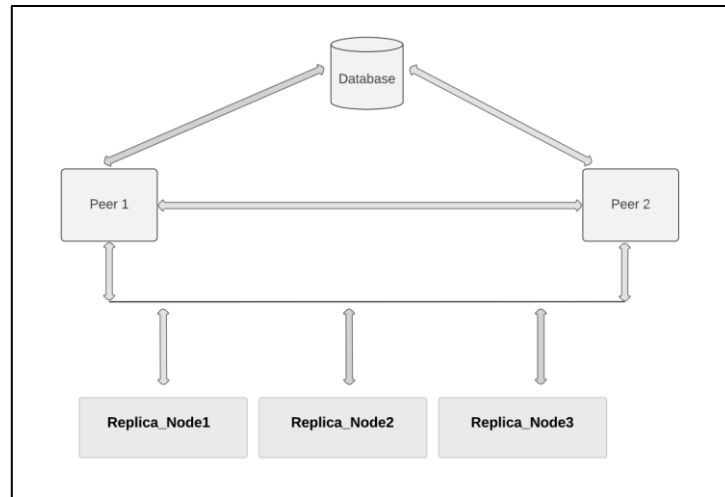 Database
Peer 1
Peer 2
Replica_Node1
Replica_Node2
Replica_Node3